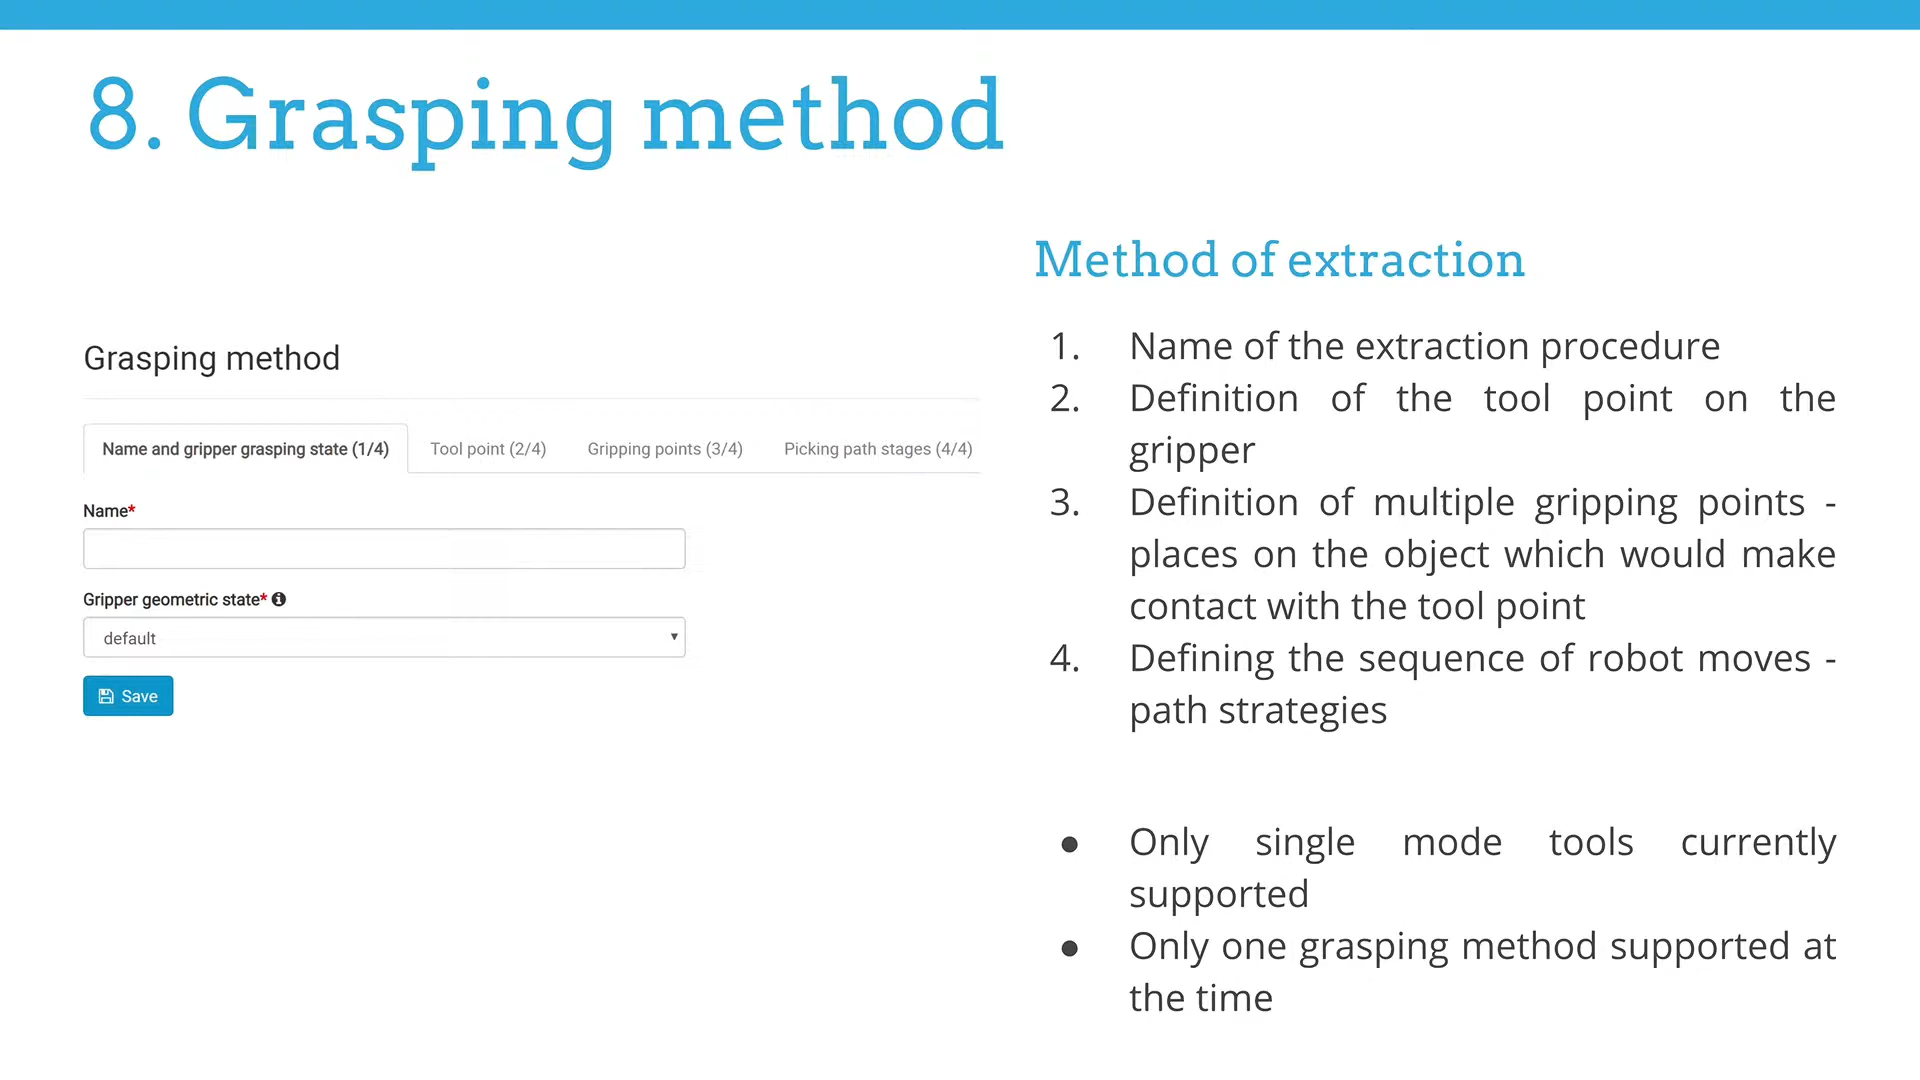 8. Grasping method
Grasping method
Name and gripper grasping state (1/4) Tool point (2/4) Gripping points (3/4) Picking path stages (4/4)
Name*
Gripper geometric state*
default
Save
Method of extraction
1. Name of the extraction procedure
2. Definition of the tool point on the
gripper
3. Definition of multiple gripping points -
places on the object which would make
contact with the tool point
4. Defining the sequence of robot moves -
path strategies
● Only single mode tools currently
supported
● Only one grasping method supported at
the time